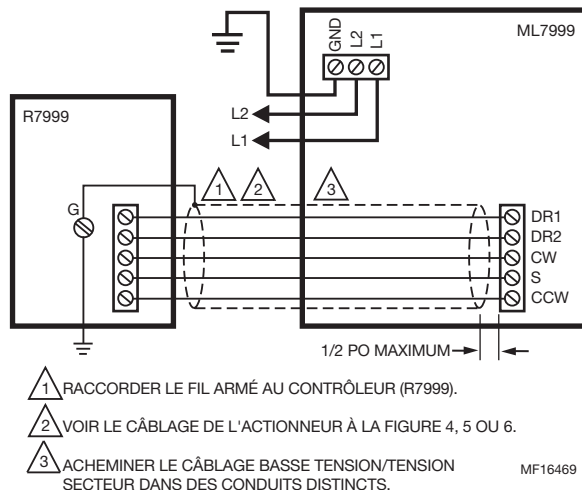 ML7999
GND
L2
L1
L2
L1
R7999
G
1
2
3
DR1
DR2
CW
S
CCW
1/2 PO MAXIMUM
1 RACCORDER LE FIL ARMÉ AU CONTRÔLEUR (R7999).
2 VOIR LE CÂBLAGE DE L'ACTIONNEUR À LA FIGURE 4, 5 OU 6.
3 ACHEMINER LE CÂBLAGE BASSE TENSION/TENSION
SECTEUR DANS DES CONDUITS DISTINCTS.
MF16469